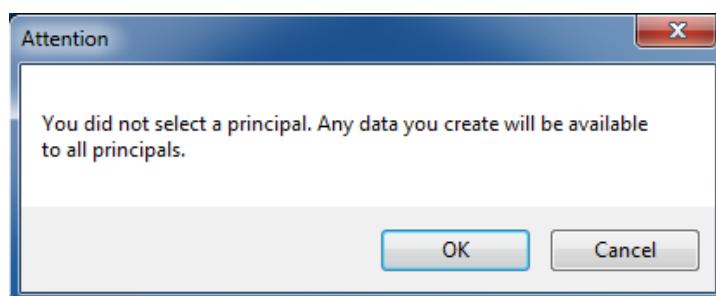 Attention
You did not select a principal. Any data you create will be available
to all principals.
OK
Cancel